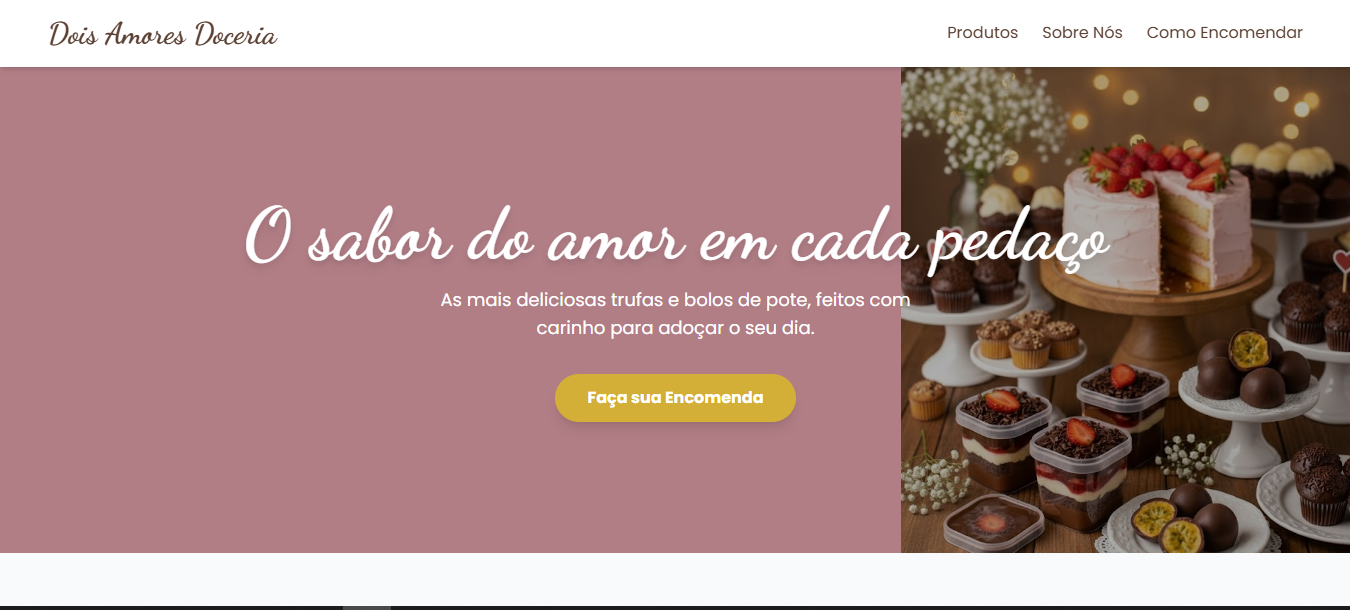 Dois Amores Doceria
Produtos Sobre Nós Como Encomendar
O sabor do amor em cada pedaço
As mais deliciosas trufas e bolos de pote, feitos com
carinho para adoçar o seu dia.
Faça sua Encomenda